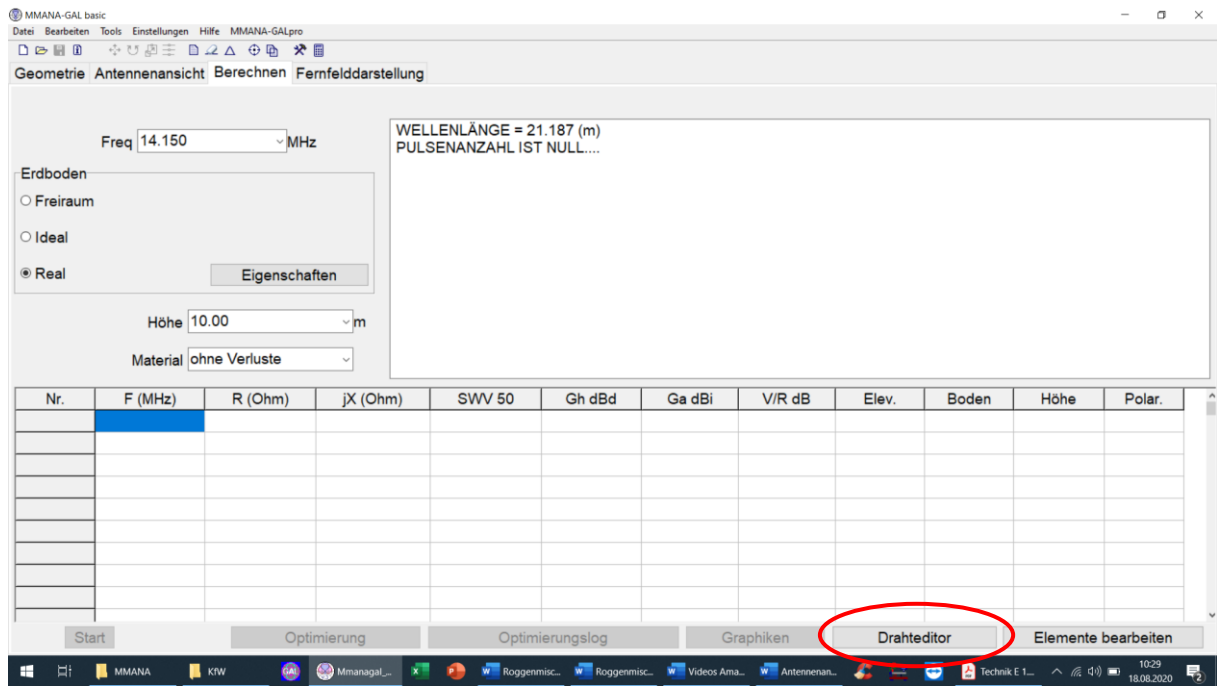 MMANA-GAL basic
Datei Bearbeiten Tools Einstellungen Hilfe MMANA-GALpro
Geometrie Antennenansicht Berechnen Fernfelddarstellung
Freq 14.150 MHz
WELLENLÄNGE = 21.187 (m)
PULSENANZAHL IST NULL....
Erdboden
Freiraum
Ideal
Real Eigenschaften
Höhe 10.00 m
Material ohne Verluste
Nr. F (MHz) R (Ohm) jX (Ohm) SWV 50 Gh dBd Ga dBi V/R dB Elev. Boden Höhe Polar.
Start Optimierung Optimierungslog Graphiken Drahteditor Elemente bearbeiten
MMANA KfW GAL Mmanagal_... Roggenmisc... Roggenmisc... Videos Ama... Antennenan... Technik E 1... 10:29
18.08.2020 2